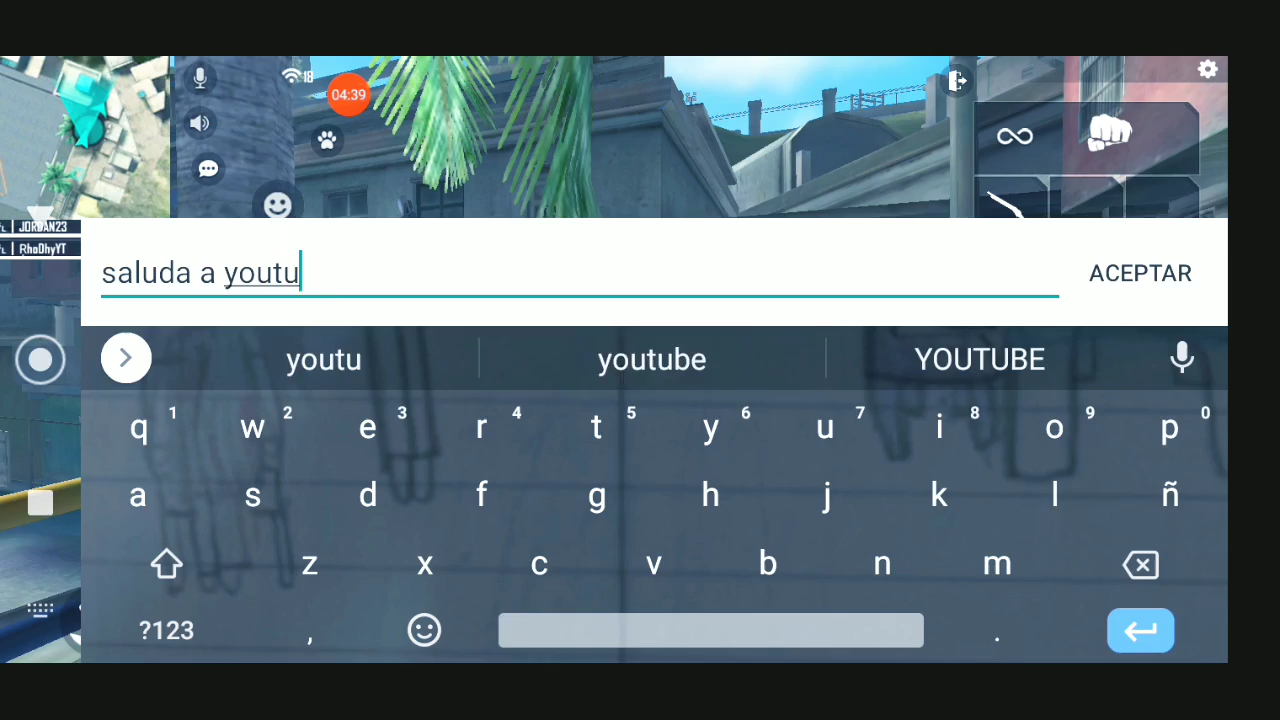 18
04:39
JORDAN23
RhoDhyYT
saluda a youtu
ACEPTAR
youtu youtube YOUTUBE
q 1 w 2 e 3 r 4 t 5 y 6 u 7 i 8 o 9 p 0
a s d f g h j k l ñ
z x c v b n m
?123 , .